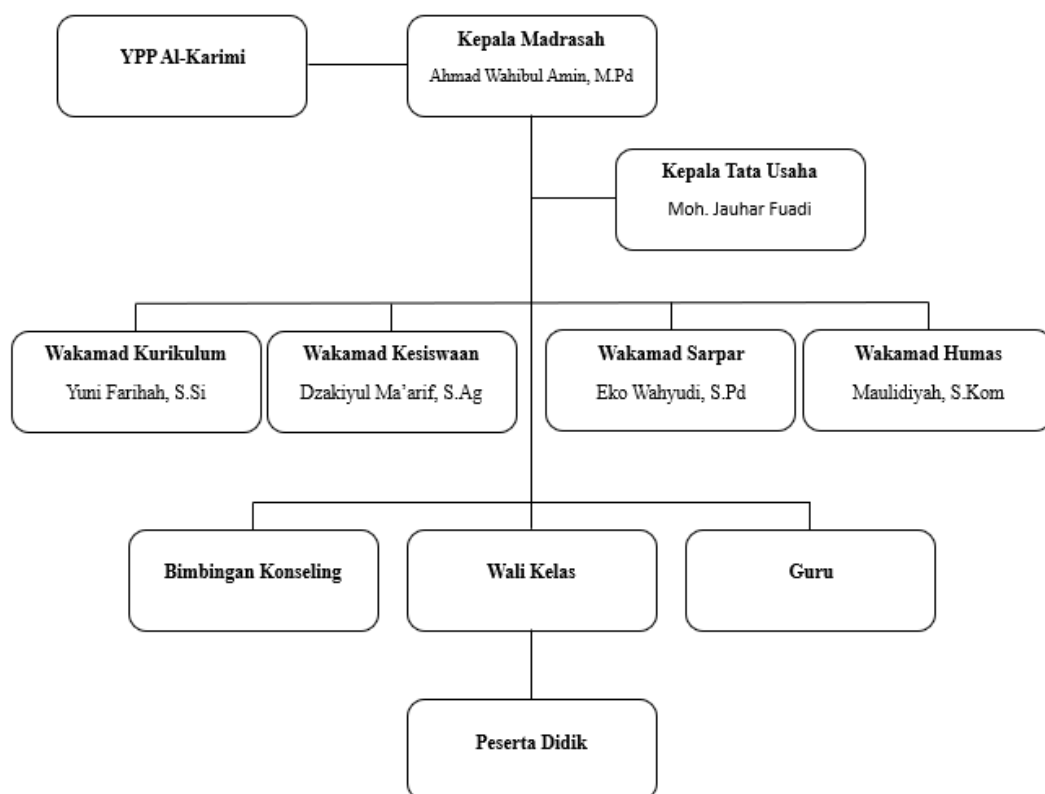 YPP Al-Karimi
Kepala Madrasah
Ahmad Wahibul Amin, M.Pd
Kepala Tata Usaha
Moh. Jauhar Fuadi
Wakamad Kurikulum
Yuni Farihah, S.Si
Wakamad Kesiswaan
Dzakiyul Ma’arif, S.Ag
Wakamad Sarpar
Eko Wahyudi, S.Pd
Wakamad Humas
Maulidiyah, S.Kom
Bimbingan Konseling
Wali Kelas
Guru
Peserta Didik